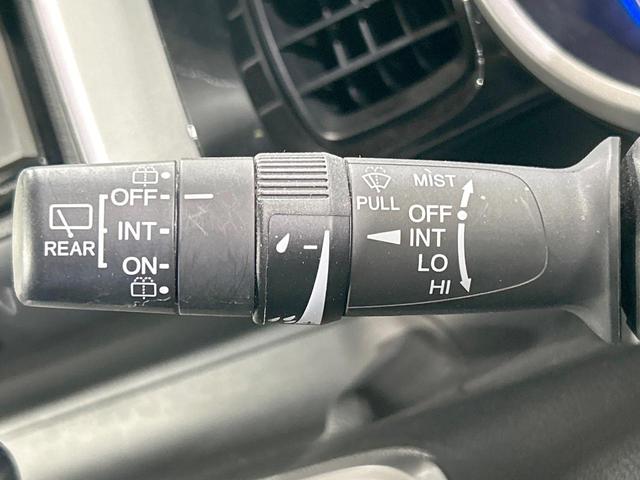 OFF
INT
REAR
ON
MIST
PULL
OFF
INT
LO
HI